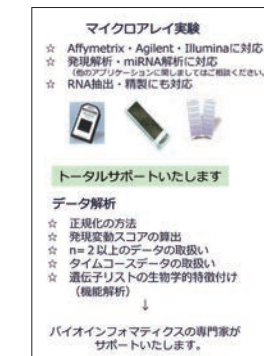 マイクロアレイ実験
☆ Affymetrix・Agilent・Illuminaに対応
☆ 発現解析・miRNA解析に対応
(他のアプリケーションに関しましてはご相談ください。)
☆ RNA抽出・精製にも対応
トータルサポートいたします
データ解析
☆ 正規化の方法
☆ 発現変動スコアの算出
☆ n=2以上のデータの取扱い
☆ タイムコースデータの取扱い
☆ 遺伝子リストの生物学的特徴付け
（機能解析）
↓
バイオインフォマティクスの専門家が
サポートいたします。